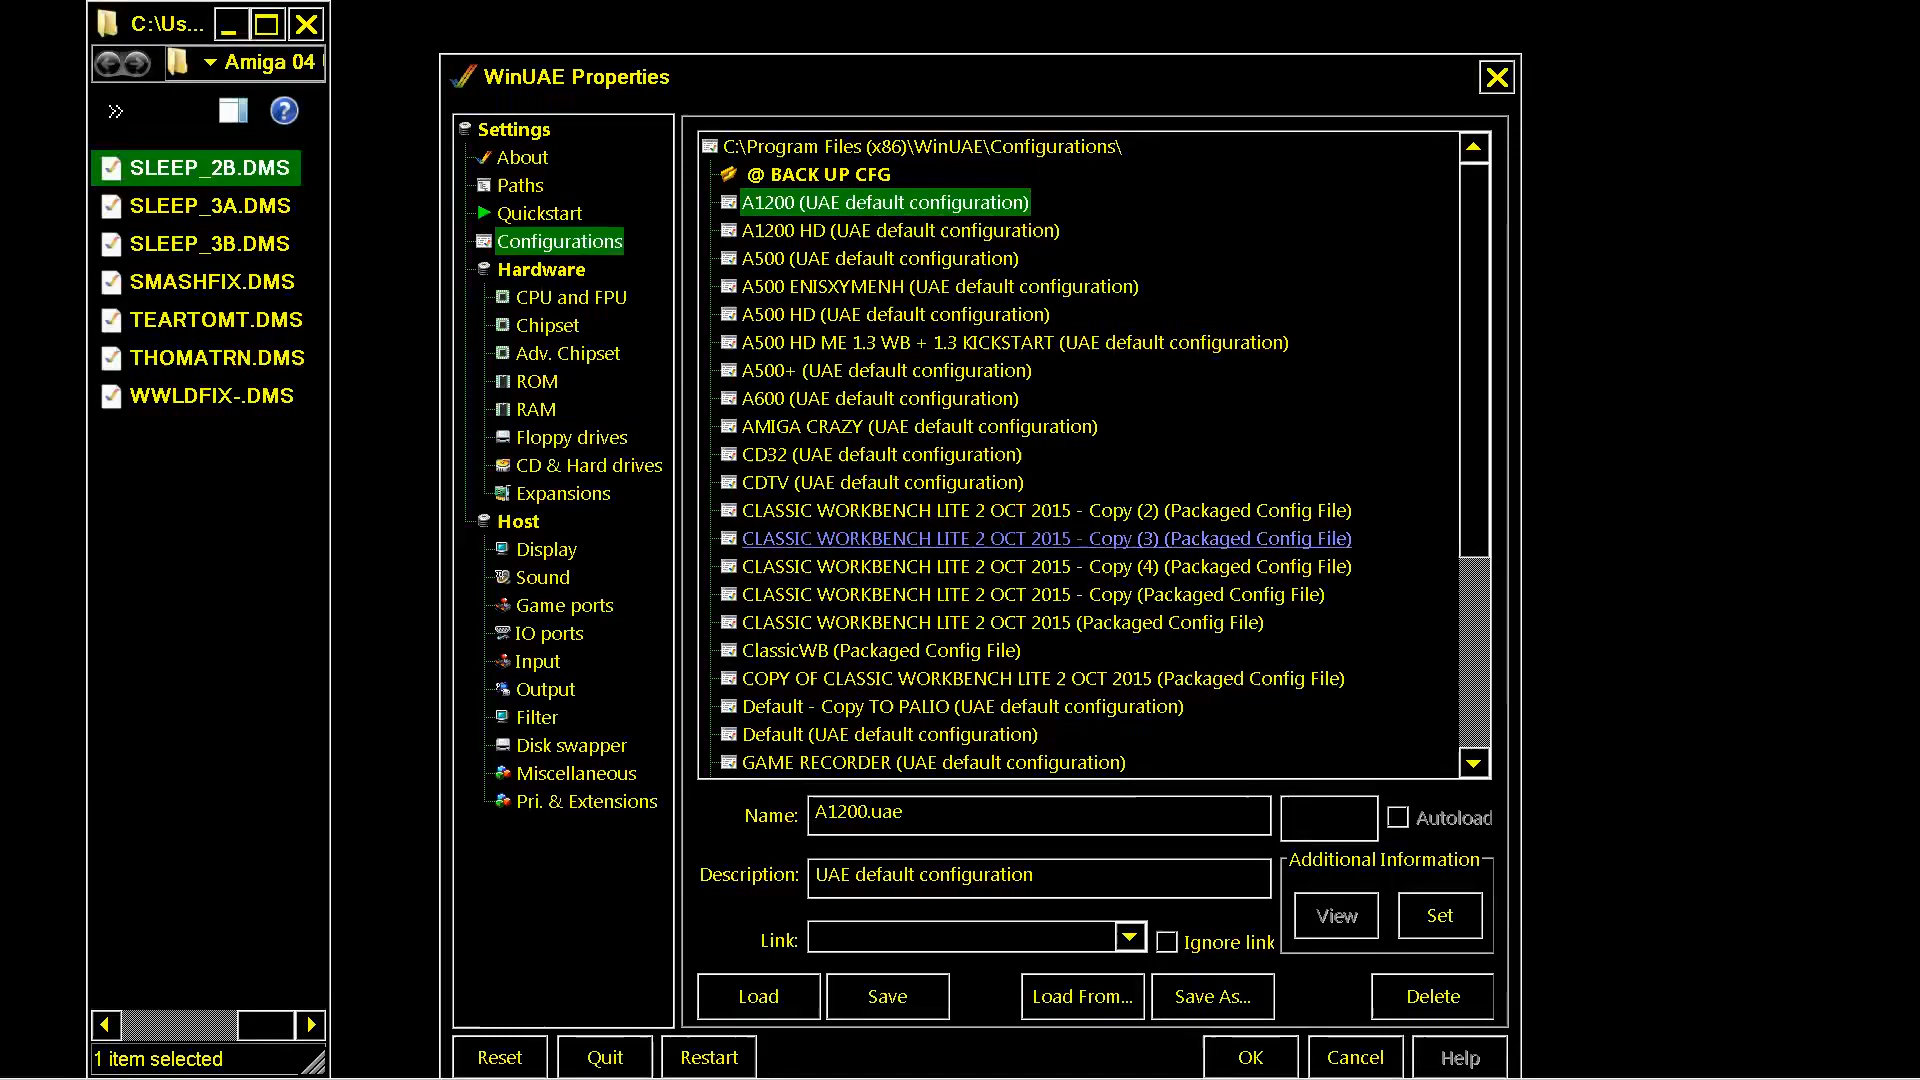 C:\Us...
Amiga 04
»
SLEEP_2B.DMS
SLEEP_3A.DMS
SLEEP_3B.DMS
SMASHFIX.DMS
TEARTOMT.DMS
THOMATRN.DMS
WWLDFIX-.DMS
1 item selected
WinUAE Properties
Settings
About
Paths
Quickstart
Configurations
Hardware
CPU and FPU
Chipset
Adv. Chipset
ROM
RAM
Floppy drives
CD & Hard drives
Expansions
Host
Display
Sound
Game ports
IO ports
Input
Output
Filter
Disk swapper
Miscellaneous
Pri. & Extensions
C:\Program Files (x86)\WinUAE\Configurations\
@ BACK UP CFG
A1200 (UAE default configuration)
A1200 HD (UAE default configuration)
A500 (UAE default configuration)
A500 ENISXYMENH (UAE default configuration)
A500 HD (UAE default configuration)
A500 HD ME 1.3 WB + 1.3 KICKSTART (UAE default configuration)
A500+ (UAE default configuration)
A600 (UAE default configuration)
AMIGA CRAZY (UAE default configuration)
CD32 (UAE default configuration)
CDTV (UAE default configuration)
CLASSIC WORKBENCH LITE 2 OCT 2015 - Copy (2) (Packaged Config File)
CLASSIC WORKBENCH LITE 2 OCT 2015 - Copy (3) (Packaged Config File)
CLASSIC WORKBENCH LITE 2 OCT 2015 - Copy (4) (Packaged Config File)
CLASSIC WORKBENCH LITE 2 OCT 2015 - Copy (Packaged Config File)
CLASSIC WORKBENCH LITE 2 OCT 2015 (Packaged Config File)
ClassicWB (Packaged Config File)
COPY OF CLASSIC WORKBENCH LITE 2 OCT 2015 (Packaged Config File)
Default - Copy TO PALIO (UAE default configuration)
Default (UAE default configuration)
GAME RECORDER (UAE default configuration)
Name: A1200.uae
Autoload
Description: UAE default configuration
Additional Information
View Set
Link:
Ignore link
Load Save Load From... Save As... Delete
Reset Quit Restart OK Cancel Help